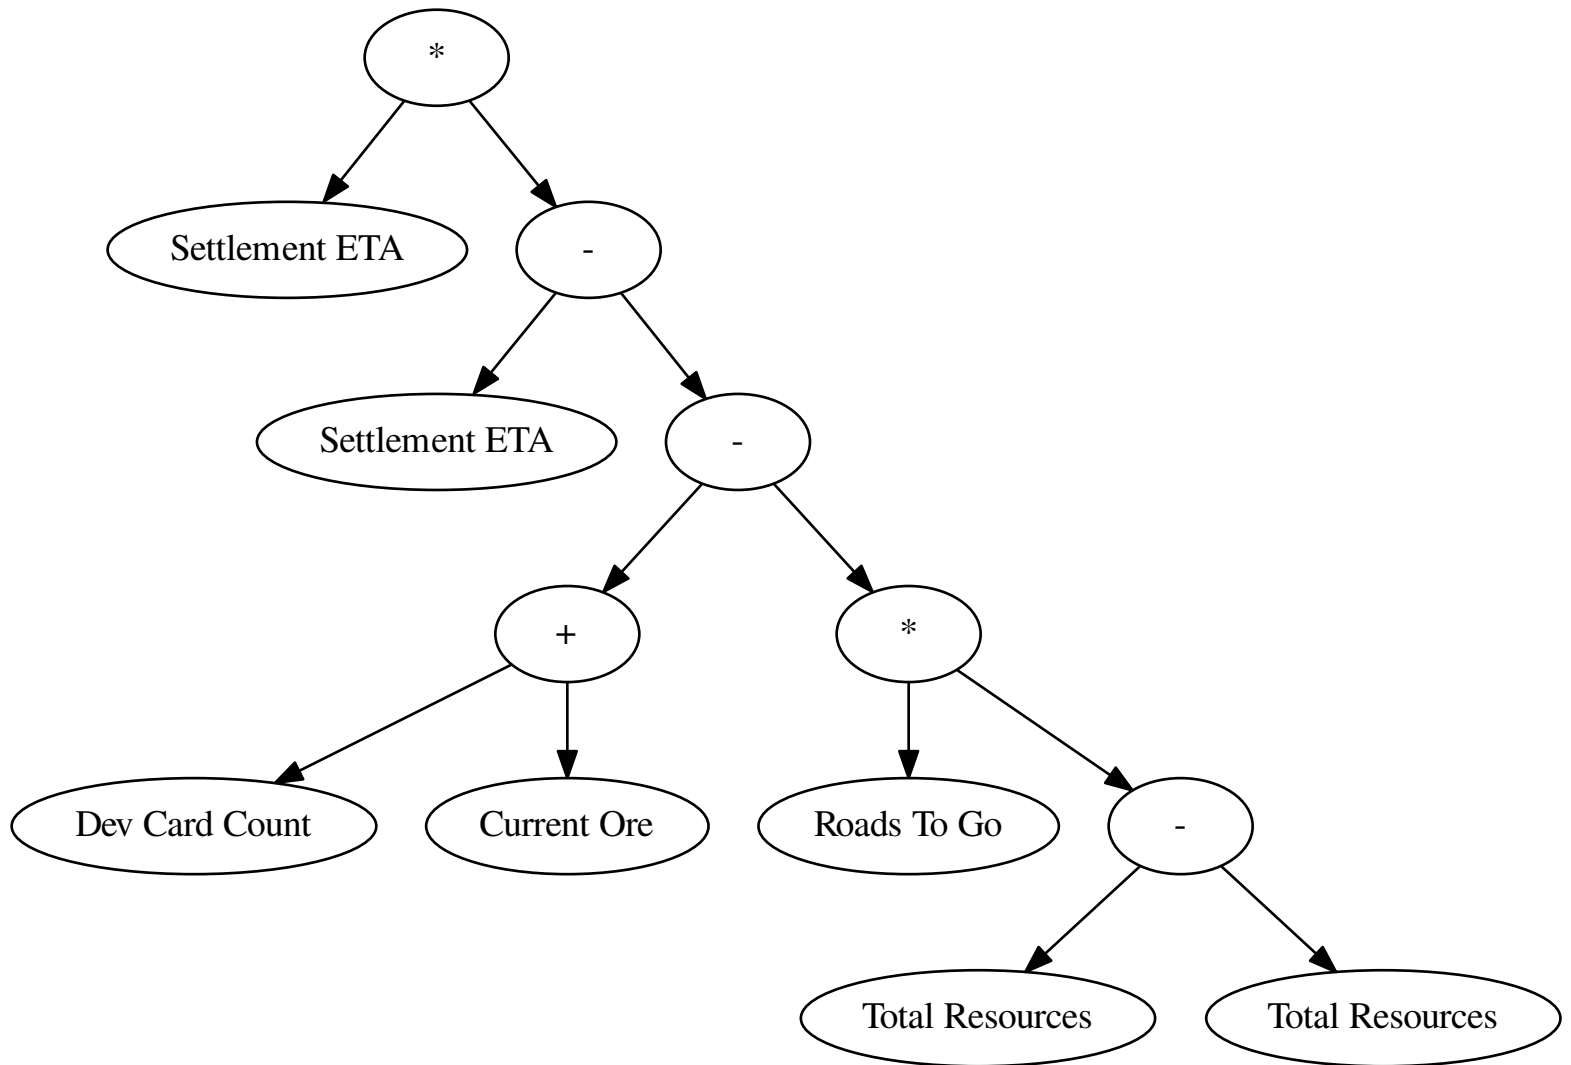 *
Settlement ETA
-
Settlement ETA
-
+
*
Dev Card Count
Current Ore
Roads To Go
-
Total Resources
Total Resources